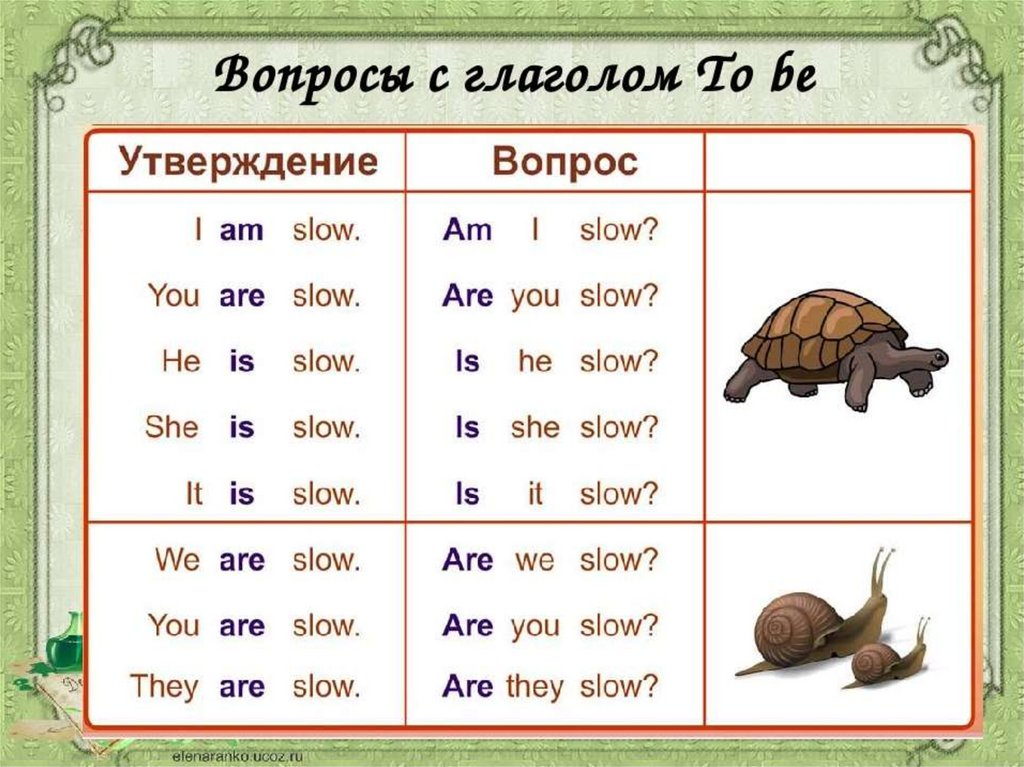 Вопросы с глаголом To be
Утверждение Вопрос
I am slow. Am I slow?
You are slow. Are you slow?
He is slow. Is he slow?
She is slow. Is she slow?
It is slow. Is it slow?
We are slow. Are we slow?
You are slow. Are you slow?
They are slow. Are they slow?
elenaranko.ucoz.ru